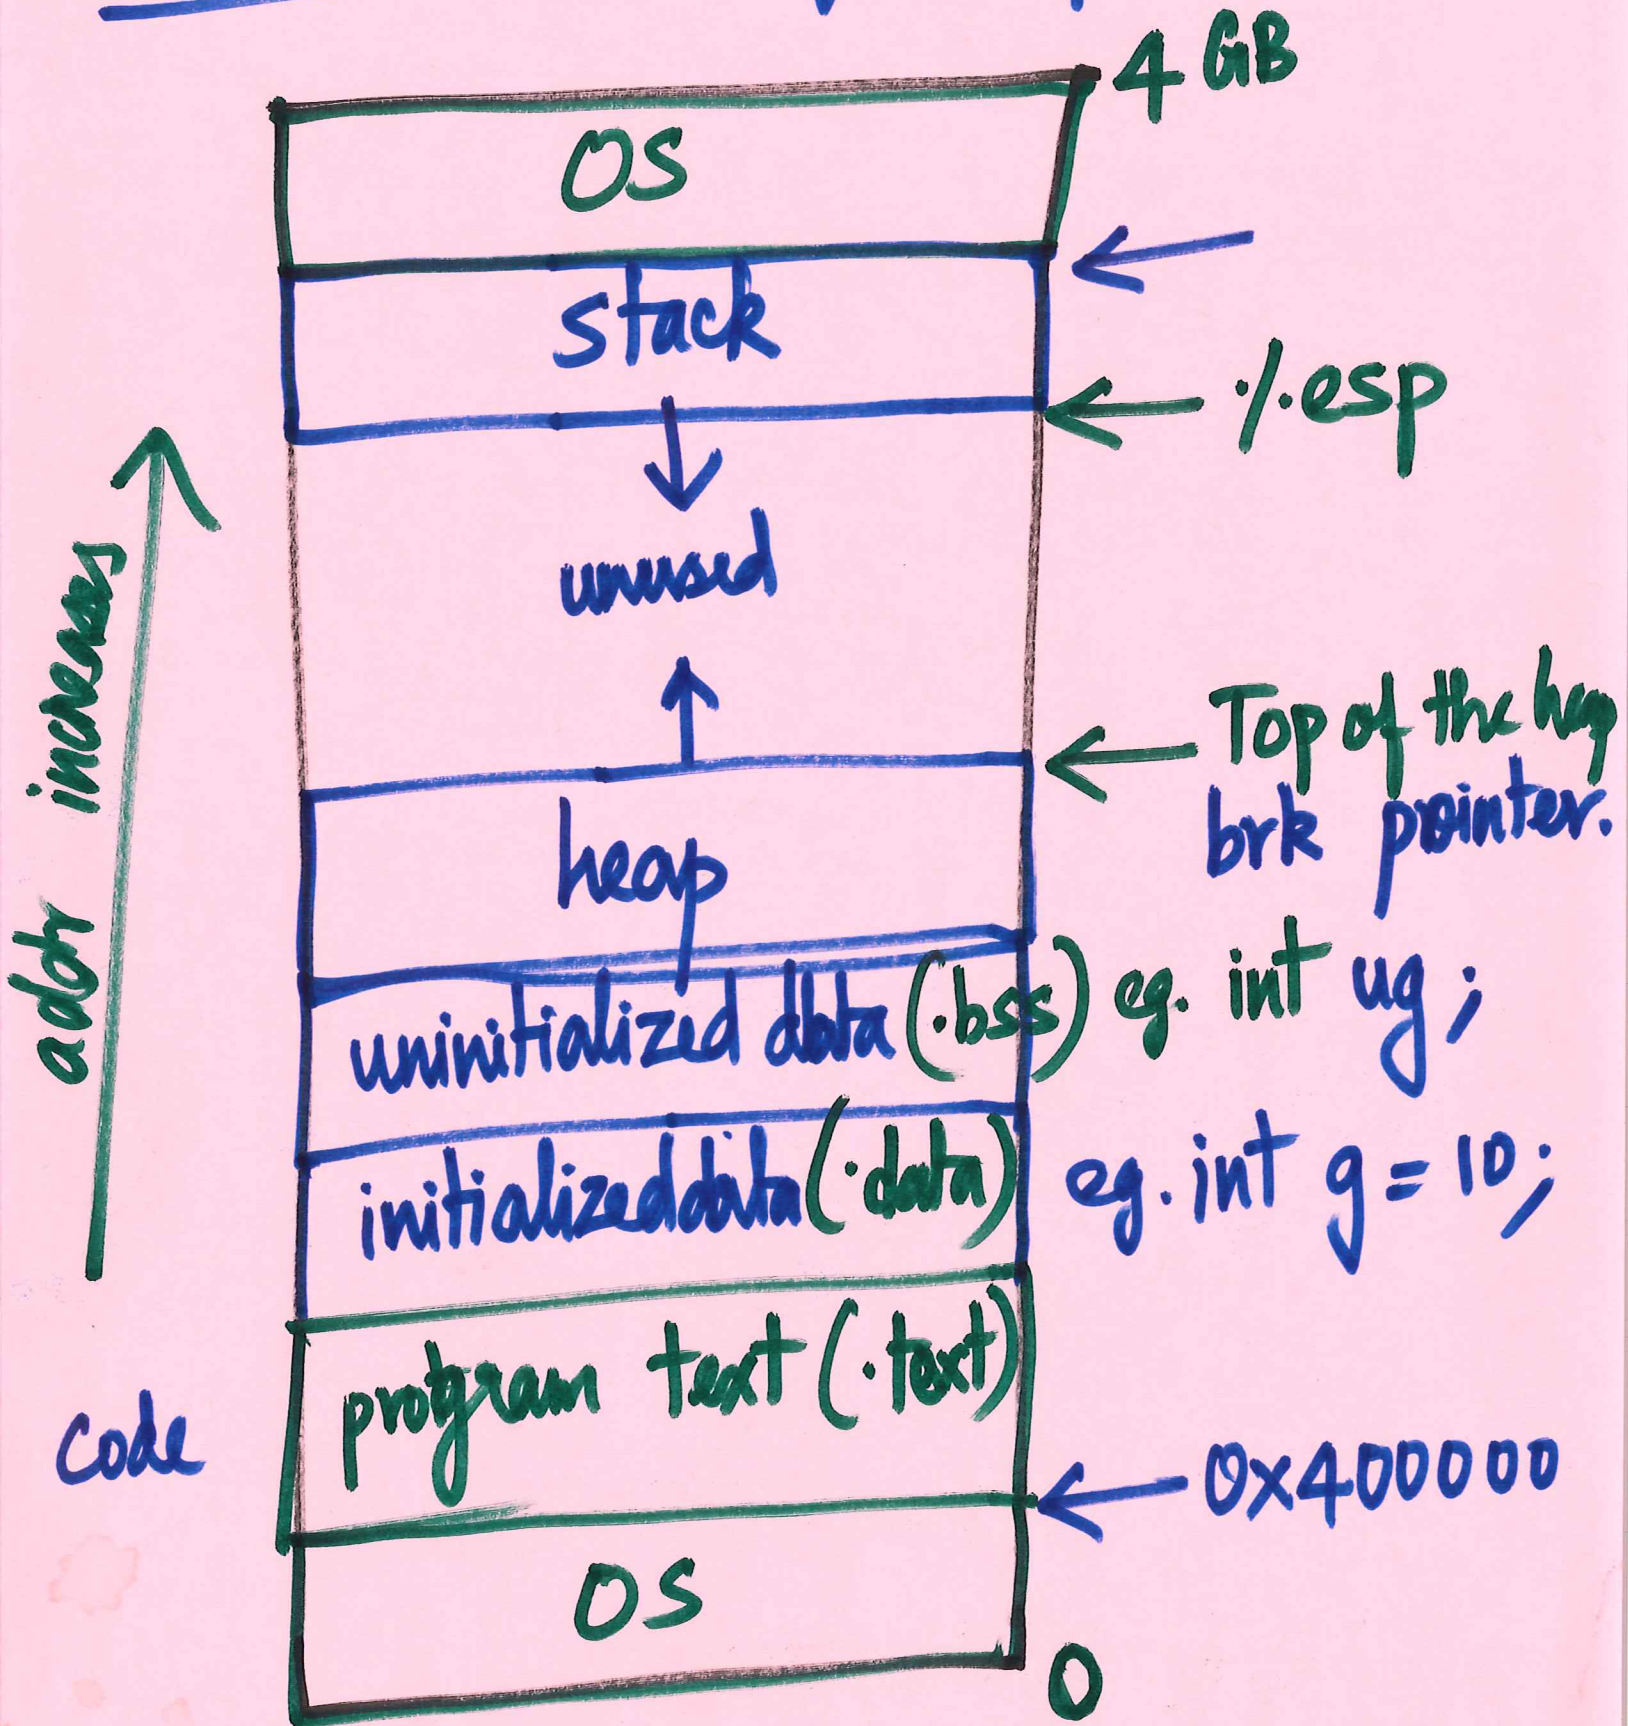 4 GB
OS
stack
%esp
unused
addr increases
Top of the heap
brk pointer.
heap
uninitialized data (.bss) eg. int ug;
initialized data (.data) eg. int g = 10;
program text (.text)
Code
0x400000
OS
0